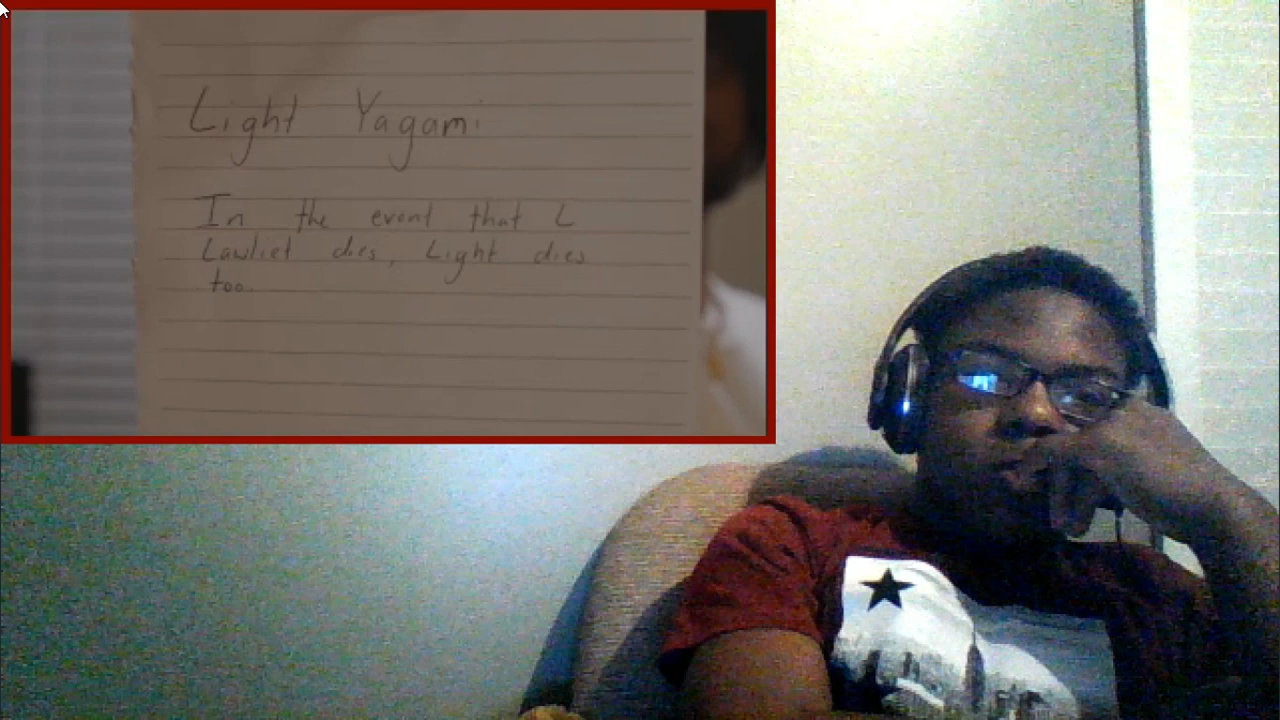 Light Yagami
In the event that L
Lawliet dies, Light dies
too.